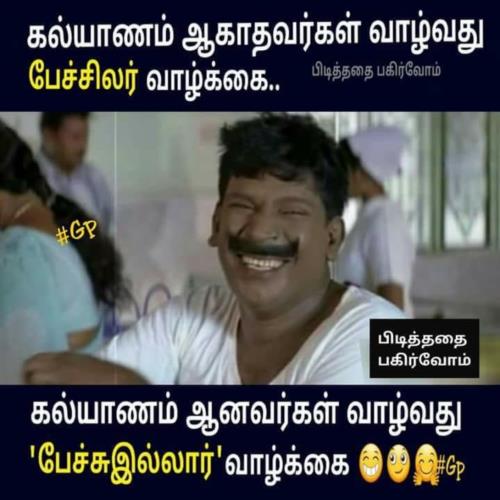 கல்யாணம் ஆகாதவர்கள் வாழ்வது
பேச்சிலர் வாழ்க்கை..
பிடித்ததை பகிர்வோம்
#Gp
பிடித்ததை
பகிர்வோம்
கல்யாணம் ஆனவர்கள் வாழ்வது
'பேச்சுஇல்லார்'வாழ்க்கை 😁🙄🤗#Gp